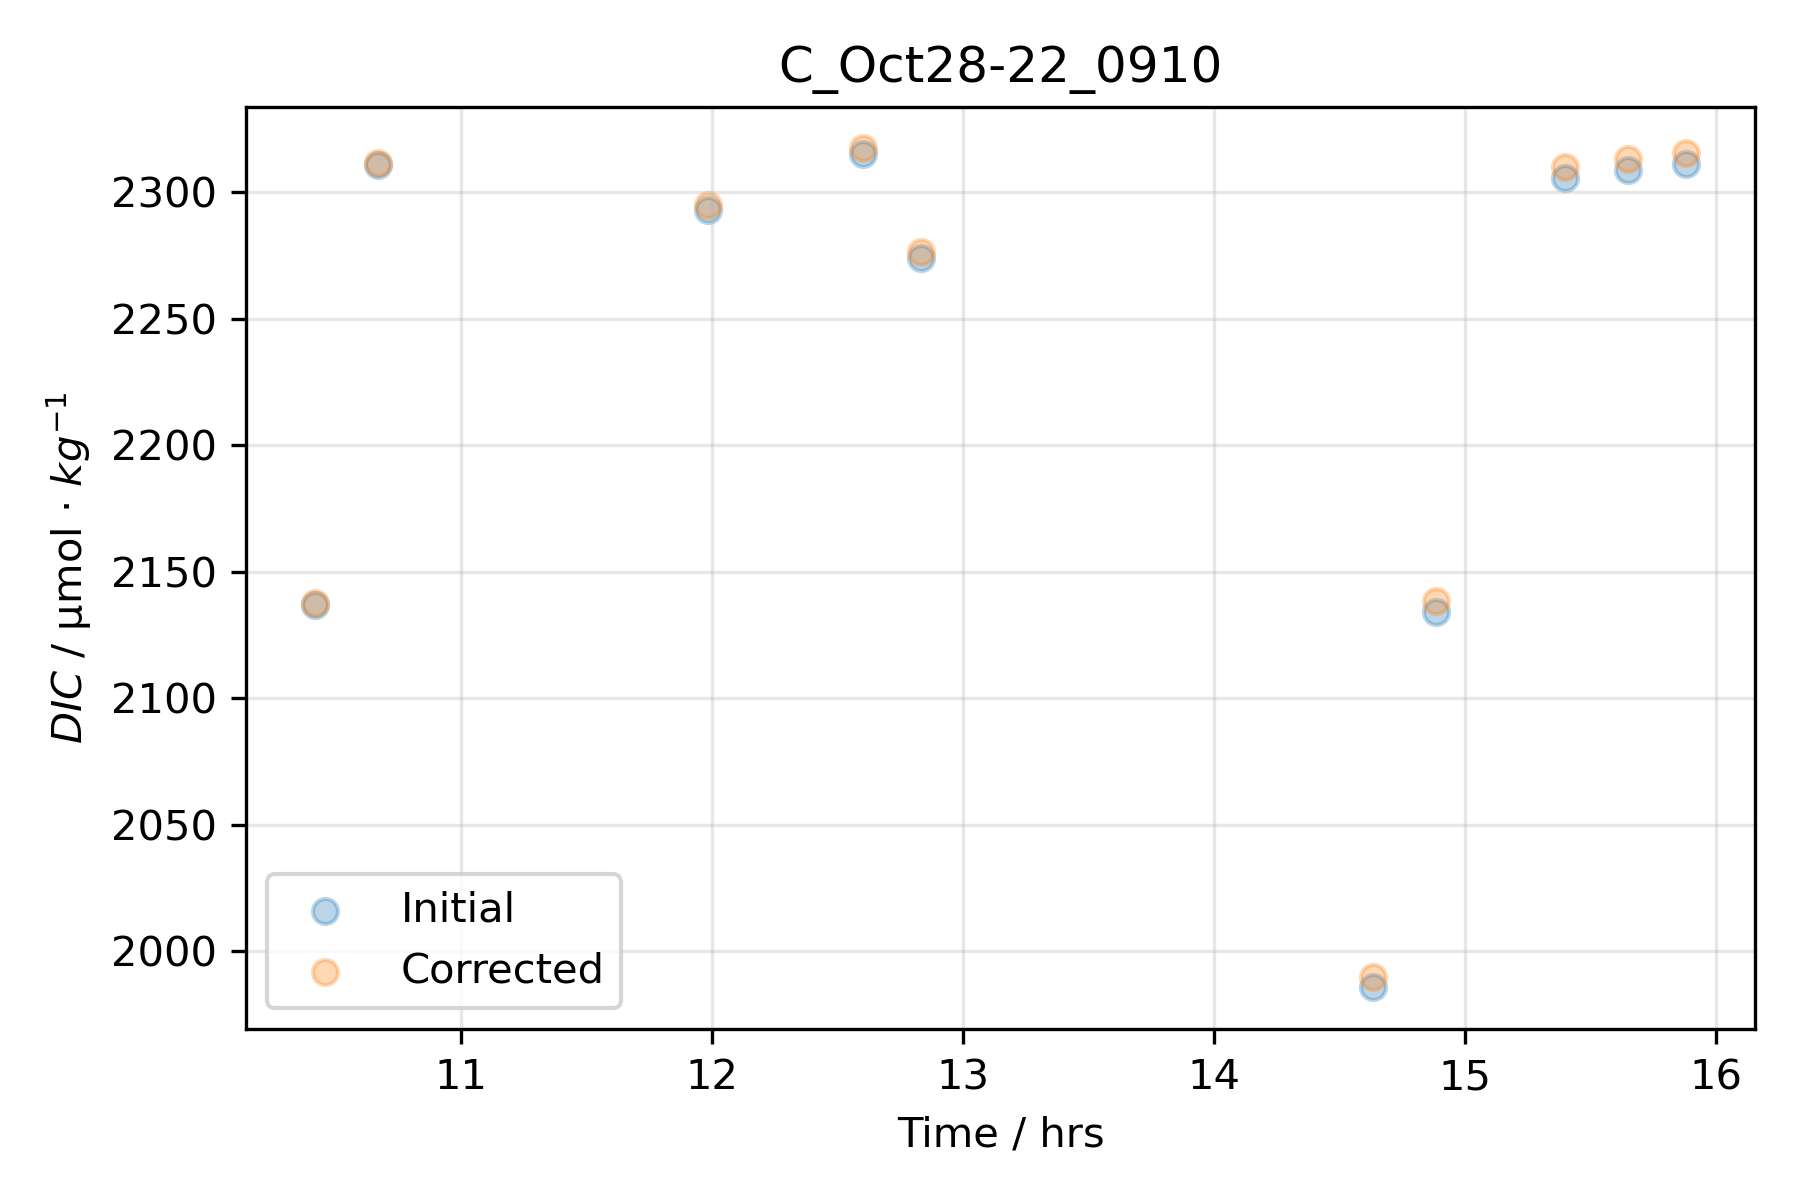 C_Oct28-22_0910
DIC / µmol · kg⁻¹
2300
2250
2200
2150
2100
2050
2000
Initial
Corrected
11 12 13 14 15 16
Time / hrs